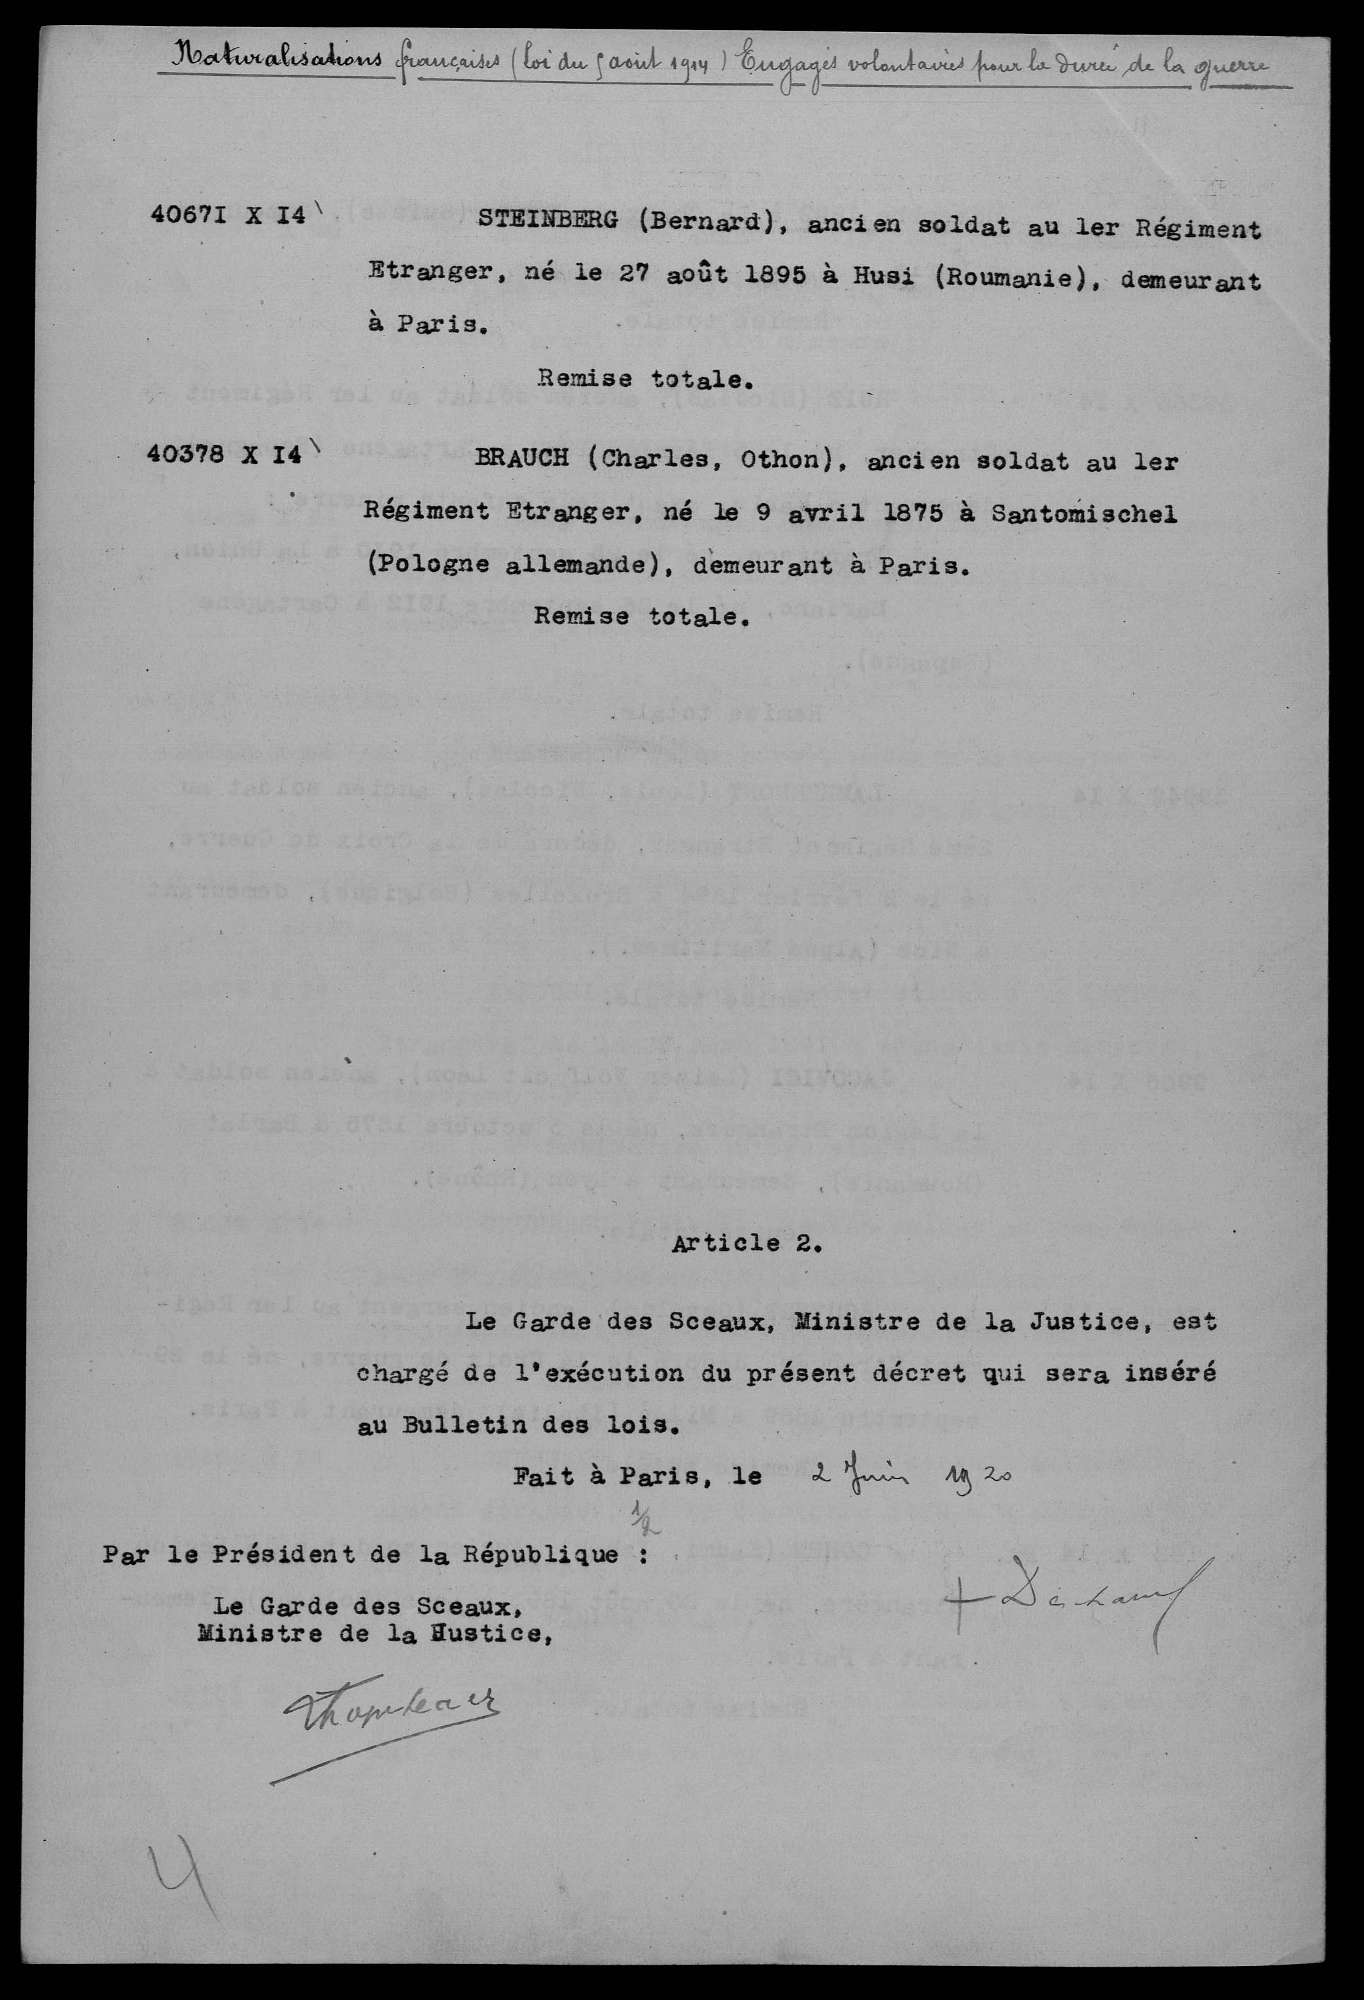 Naturalisations françaises (loi du 5 août 1914) Engagés volontaires pour la durée de la guerre
40671 X I4 STEINBERG (Bernard), ancien soldat au 1er Régiment
Etranger, né le 27 août 1895 à Husi (Roumanie), demeurant
à Paris.
Remise totale.
40378 X I4 BRAUCH (Charles, Othon), ancien soldat au 1er
Régiment Etranger, né le 9 avril 1875 à Santomischel
(Pologne allemande), demeurant à Paris.
Remise totale.
Article 2.
Le Garde des Sceaux, Ministre de la Justice, est
chargé de l'exécution du présent décret qui sera inséré
au Bulletin des lois.
Fait à Paris, le 2 Juin 1920
1/2
Par le Président de la République :
Le Garde des Sceaux,
Ministre de la Hustice,
4